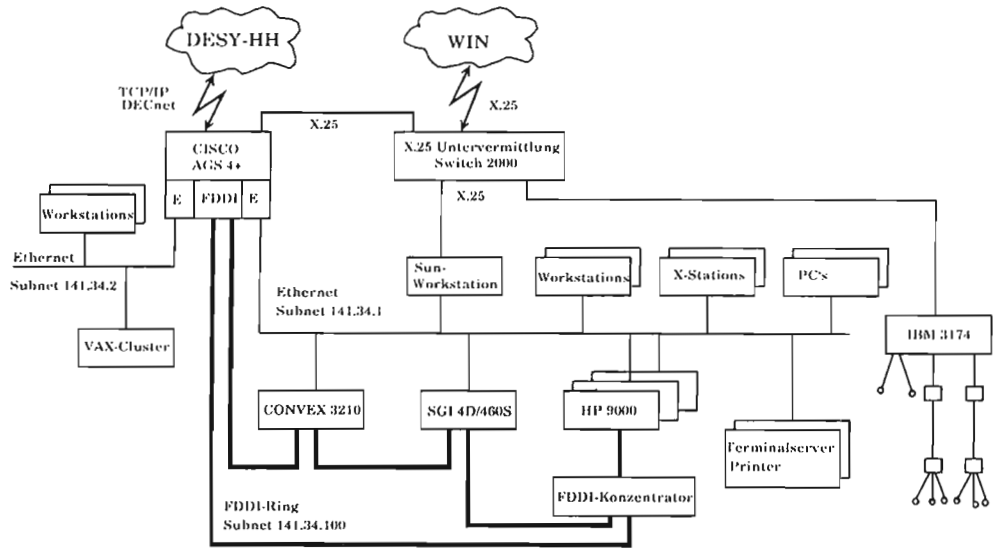 DESY-HH
WIN
TCP/IP
DECnet
X.25
X.25
CISCO
AGS 4+
X.25 Untervermittlung
Switch 2000
E
FDDI
E
X.25
Workstations
Ethernet
Subnet 141.34.2
Sun-
Workstation
Workstations
X-Stations
PC's
Ethernet
Subnet 141.34.1
VAX-Cluster
IBM 3174
CONVEX 3210
SGI 4D/460S
HP 9000
Terminalserver
Printer
FDDI-Konzentrator
FDDI-Ring
Subnet 141.34.100